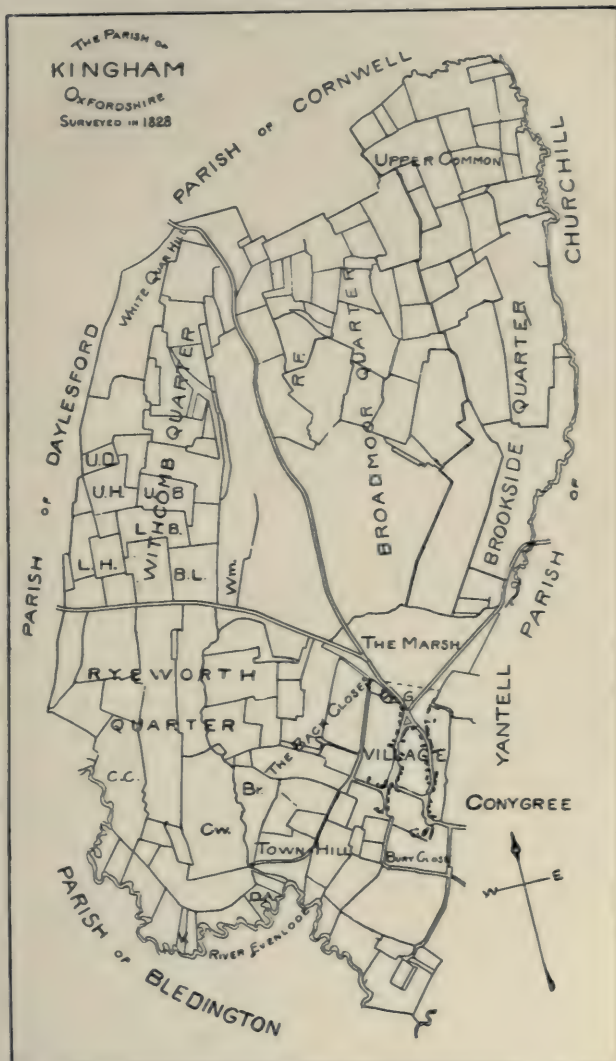 THE PARISH OF
KINGHAM
OXFORDSHIRE
SURVEYED IN 1828
PARISH OF CORNWELL
UPPER COMMON
PARISH OF CHURCHILL
WHITE QUAR HILL
PARISH OF DAYLESFORD
WITHCOMB QUARTER
R.F.
BROADMOOR QUARTER
BROOKSIDE QUARTER
U.D.
U.H.
U. B
L. B.
L.H.
B.L.
Wm.
THE MARSH
RYEWORTH
QUARTER
G
YANTELL
THE BACK CLOSES
VILLAGE
C.C.
Br.
CONYGREE
Cw.
TOWN HILL
BURY CLOSE
W E
RIVER EVENLODE
PARISH OF BLEDINGTON